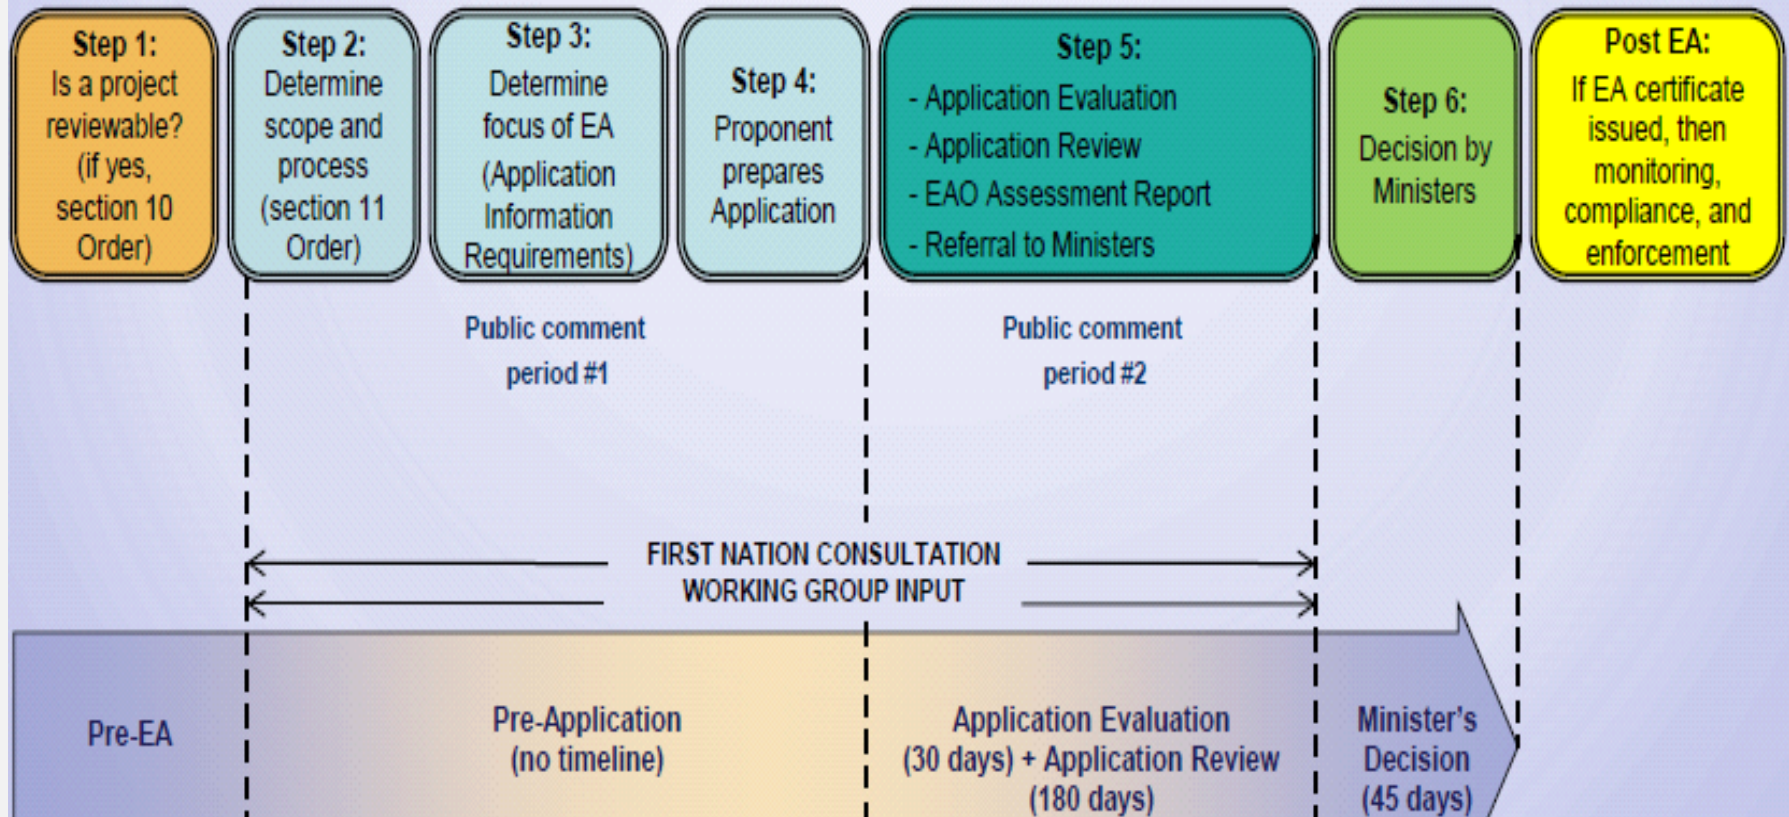 Step 1:
Is a project
reviewable?
(if yes,
section 10
Order)
Step 2:
Determine
scope and
process
(section 11
Order)
Step 3:
Determine
focus of EA
(Application
Information
Requirements)
Step 4:
Proponent
prepares
Application
Step 5:
- Application Evaluation
- Application Review
- EAO Assessment Report
- Referral to Ministers
Step 6:
Decision by
Ministers
Post EA:
If EA certificate
issued, then
monitoring,
compliance, and
enforcement
Public comment
period #1
Public comment
period #2
FIRST NATION CONSULTATION
WORKING GROUP INPUT
Pre-EA
Pre-Application
(no timeline)
Application Evaluation
(30 days) + Application Review
(180 days)
Minister's
Decision
(45 days)